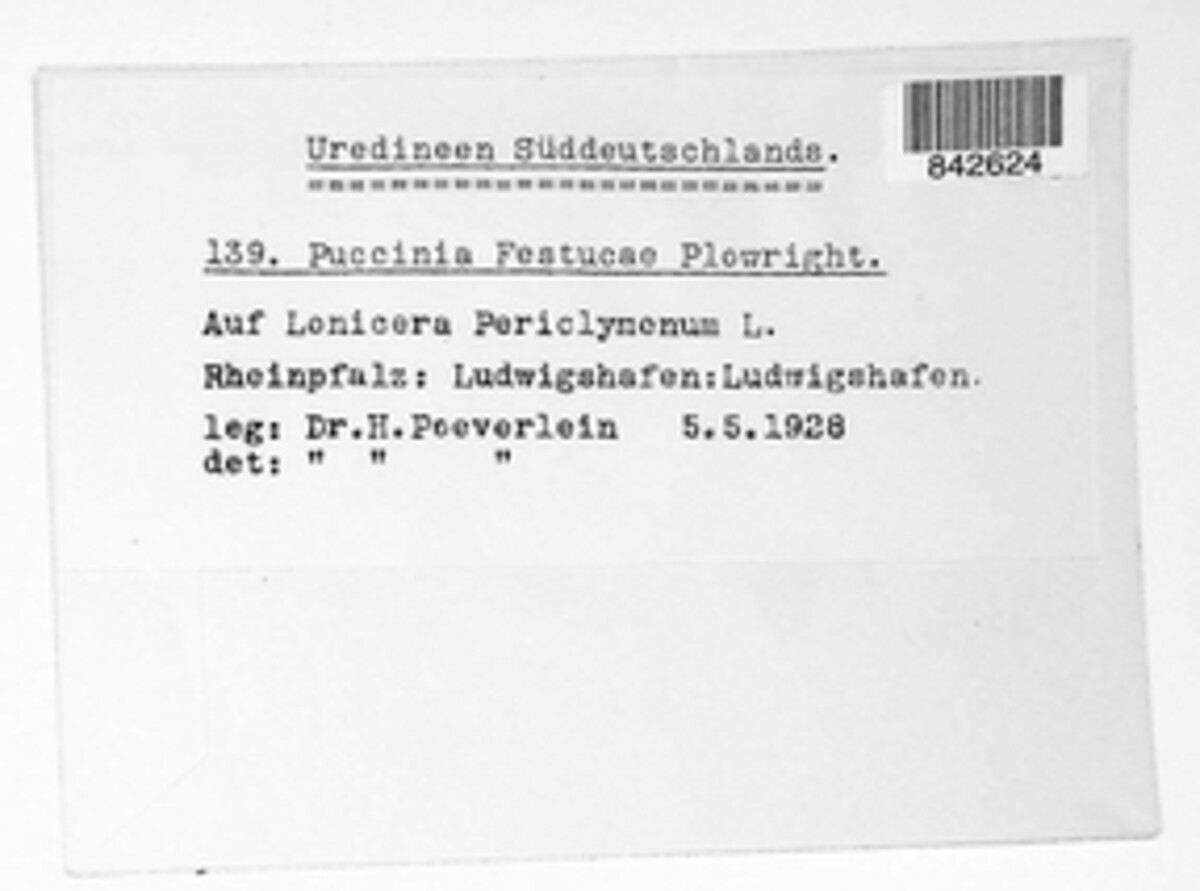 842624
Uredineen Süddeutschlands.
=========================
139. Puccinia Festucae Plowright.
Auf Lonicera Periclymenum L.
Rheinpfalz: Ludwigshafen:Ludwigshafen.
leg: Dr.H.Poeverlein 5.5.1928
det: " " "